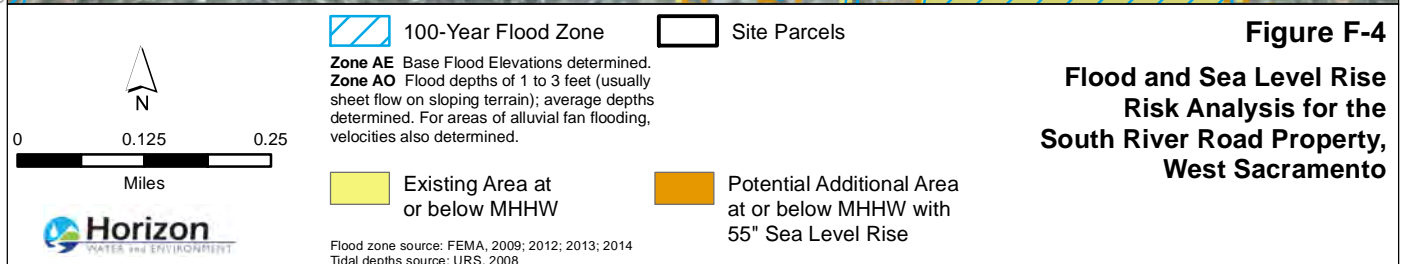 N
0 0.125 0.25
Miles
Horizon
WATER and ENVIRONMENT
100-Year Flood Zone
Zone AE Base Flood Elevations determined.
Zone AO Flood depths of 1 to 3 feet (usually
sheet flow on sloping terrain); average depths
determined. For areas of alluvial fan flooding,
velocities also determined.
Site Parcels
Existing Area at
or below MHHW
Potential Additional Area
at or below MHHW with
55" Sea Level Rise
Flood zone source: FEMA, 2009; 2012; 2013; 2014
Tidal depths source: URS, 2008
Figure F-4
Flood and Sea Level Rise
Risk Analysis for the
South River Road Property,
West Sacramento